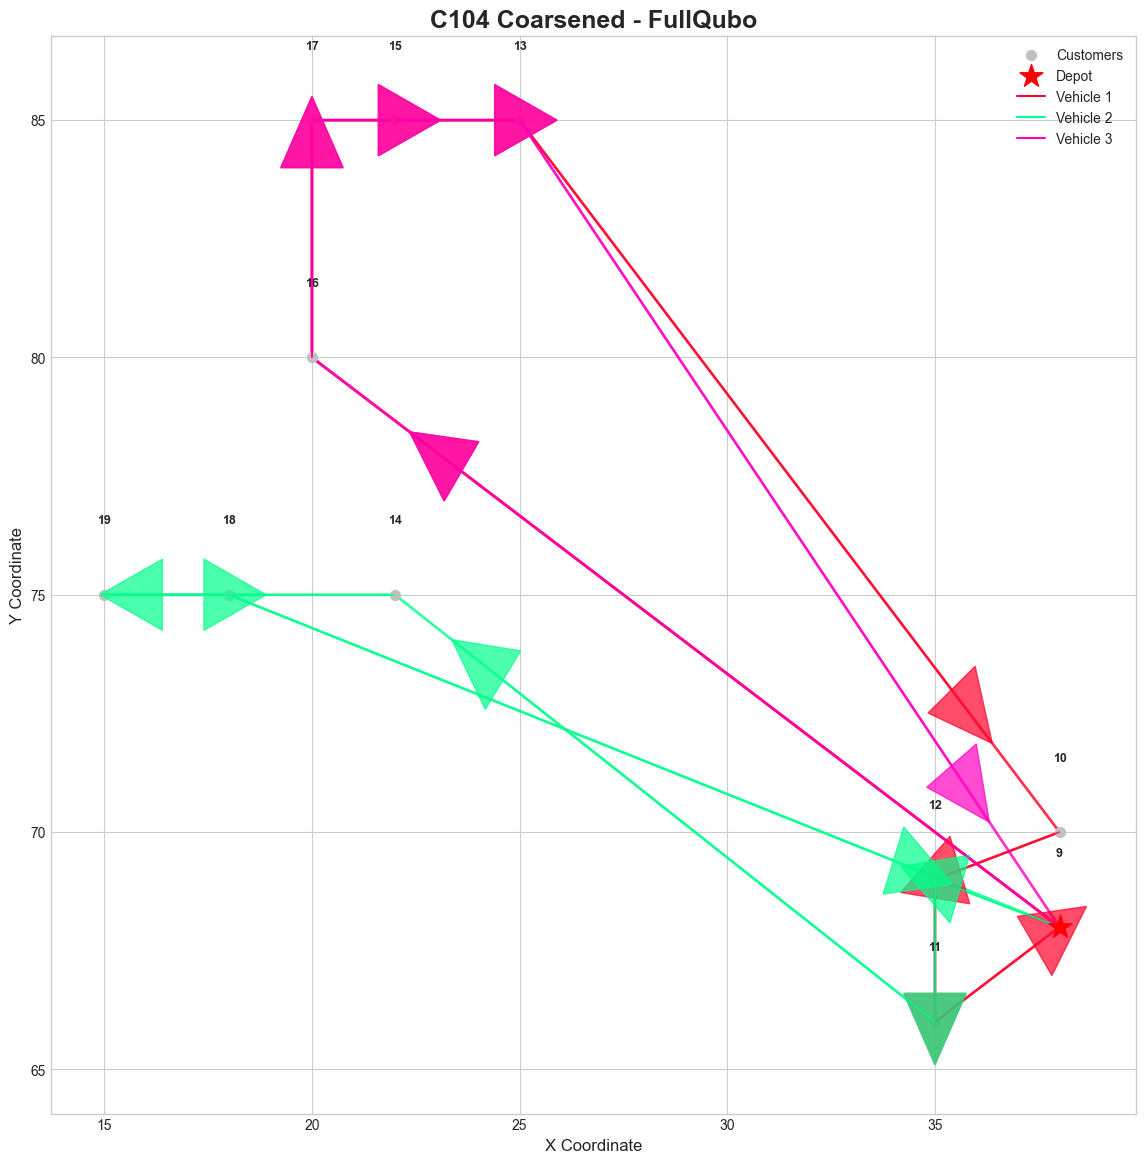 C104 Coarsened - FullQubo
17
15
13
Customers
Depot
Vehicle 1
Vehicle 2
Vehicle 3
85
16
80
19
18
14
75
10
12
70
9
11
65
15
20
25
30
35
X Coordinate
Y Coordinate